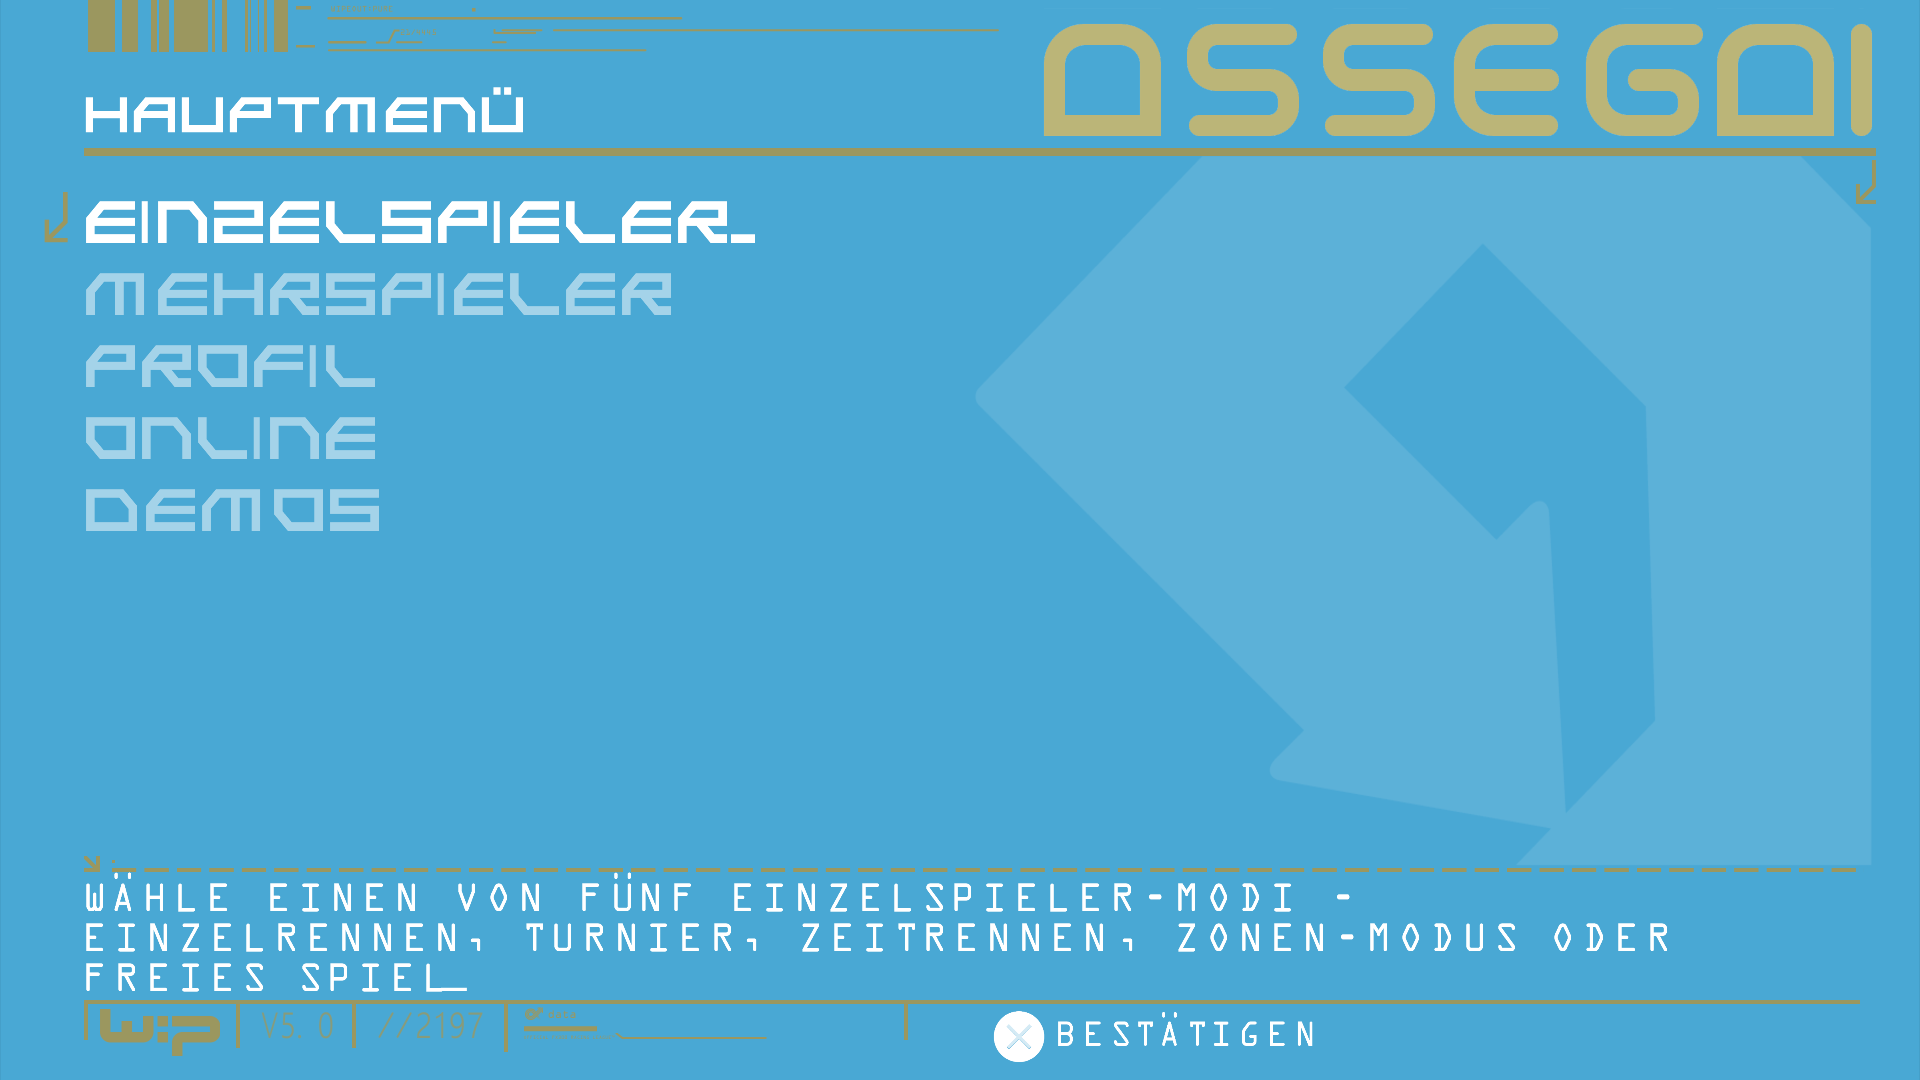 ASSEGAI
HAUPTMENÜ
EINZELSPIELER_
MEHRSPIELER
PROFIL
ONLINE
DEMOS
WÄHLE EINEN VON FÜNF EINZELSPIELER-MODI -
EINZELRENNEN, TURNIER, ZEITRENNEN, ZONEN-MODUS ODER
FREIES SPIEL_
wip V5.0 //2197
BESTÄTIGEN